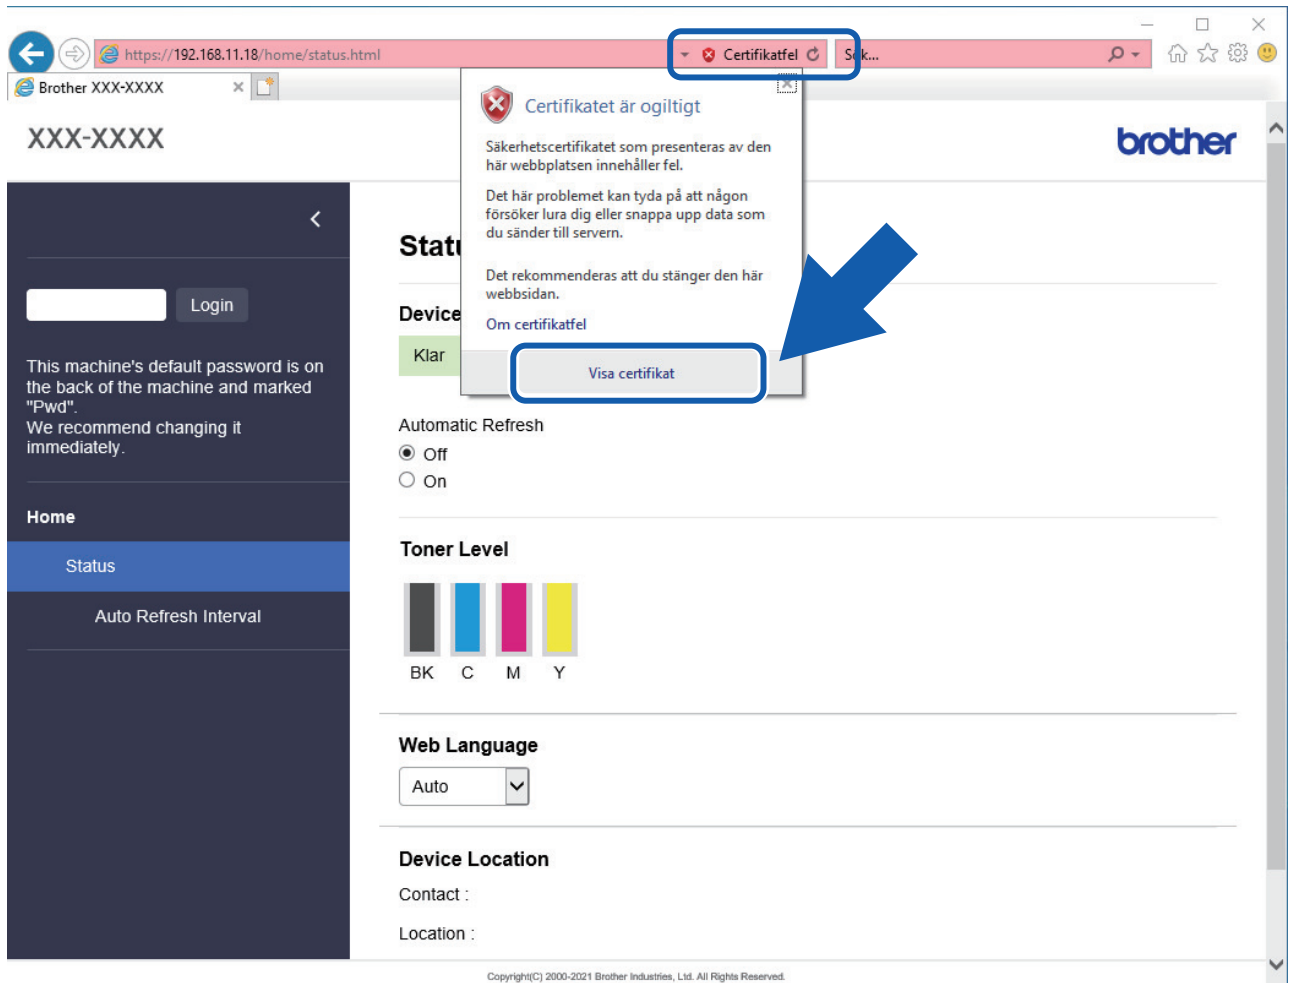 https://192.168.11.18/home/status.html
Certifikatfel
Brother XXX-XXXX
XXX-XXXX
brother
Certifikatet är ogiltigt
Säkerhetscertifikatet som presenteras av den
här webbplatsen innehåller fel.
Det här problemet kan tyda på att någon
försöker lura dig eller snappa upp data som
du sänder till servern.
Det rekommenderas att du stänger den här
webbsidan.
Om certifikatfel
Visa certifikat
Login
This machine's default password is on
the back of the machine and marked
"Pwd".
We recommend changing it
immediately.
Home
Status
Auto Refresh Interval
Device
Klar
Automatic Refresh
Off
On
Toner Level
BK C M Y
Web Language
Auto
Device Location
Contact :
Location :
Copyright(C) 2000-2021 Brother Industries, Ltd. All Rights Reserved.